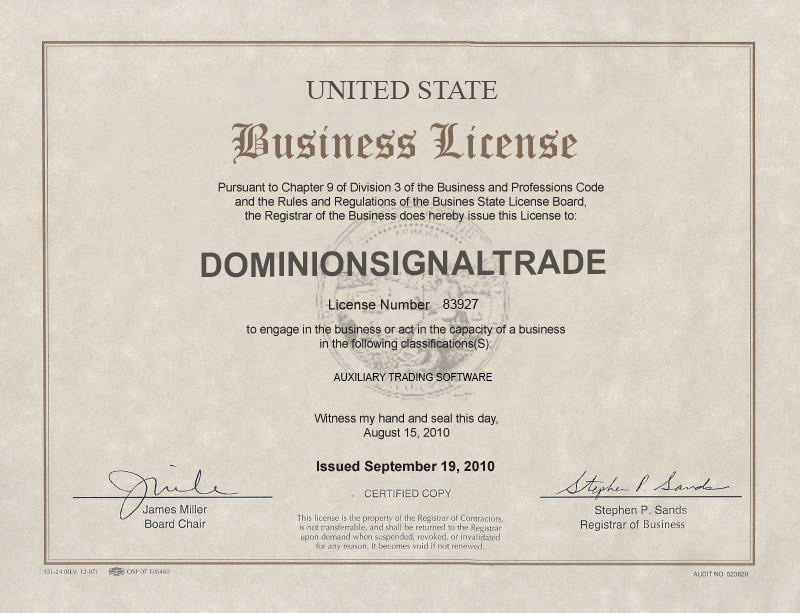 UNITED STATE
Business License
Pursuant to Chapter 9 of Division 3 of the Business and Professions Code
and the Rules and Regulations of the Busines State License Board,
the Registrar of the Business does hereby issue this License to:
DOMINIONSIGNALTRADE
License Number 83927
to engage in the business or act in the capacity of a business
in the following classifications(S):
AUXILIARY TRADING SOFTWARE
Witness my hand and seal this day,
August 15, 2010
Issued September 19, 2010
CERTIFIED COPY
James Miller
Board Chair
Stephen P. Sands
Stephen P. Sands
Registrar of Business
This license is the property of the Registrar of Contractors,
is not transferrable, and shall be returned to the Registrar
upon demand when suspended, revoked, or invalidated
for any reason. It becomes void if not renewed.
13L-24 (REV. 12-07) OSP 07 105460
AUDIT NO: 523620